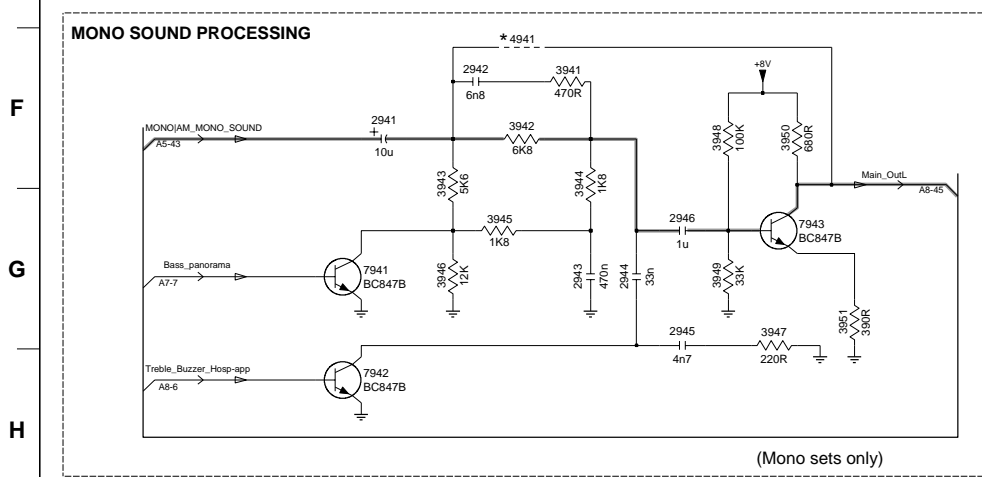 MONO SOUND PROCESSING
* 4941
2942
6n8
3941
470R
+8V
F
MONO|AM_MONO_SOUND
A5-43
2941
+
10u
3942
6K8
3948
100K
3950
680R
3943
5K6
3944
1K8
Main_OutL
A8-45
3945
1K8
2946
1u
7943
BC847B
G
Bass_panorama
A7-7
7941
BC847B
3946
12K
2943
470n
2944
33n
3949
33K
3951
390R
2945
4n7
3947
220R
Treble_Buzzer_Hosp-app
A8-6
7942
BC847B
H
(Mono sets only)